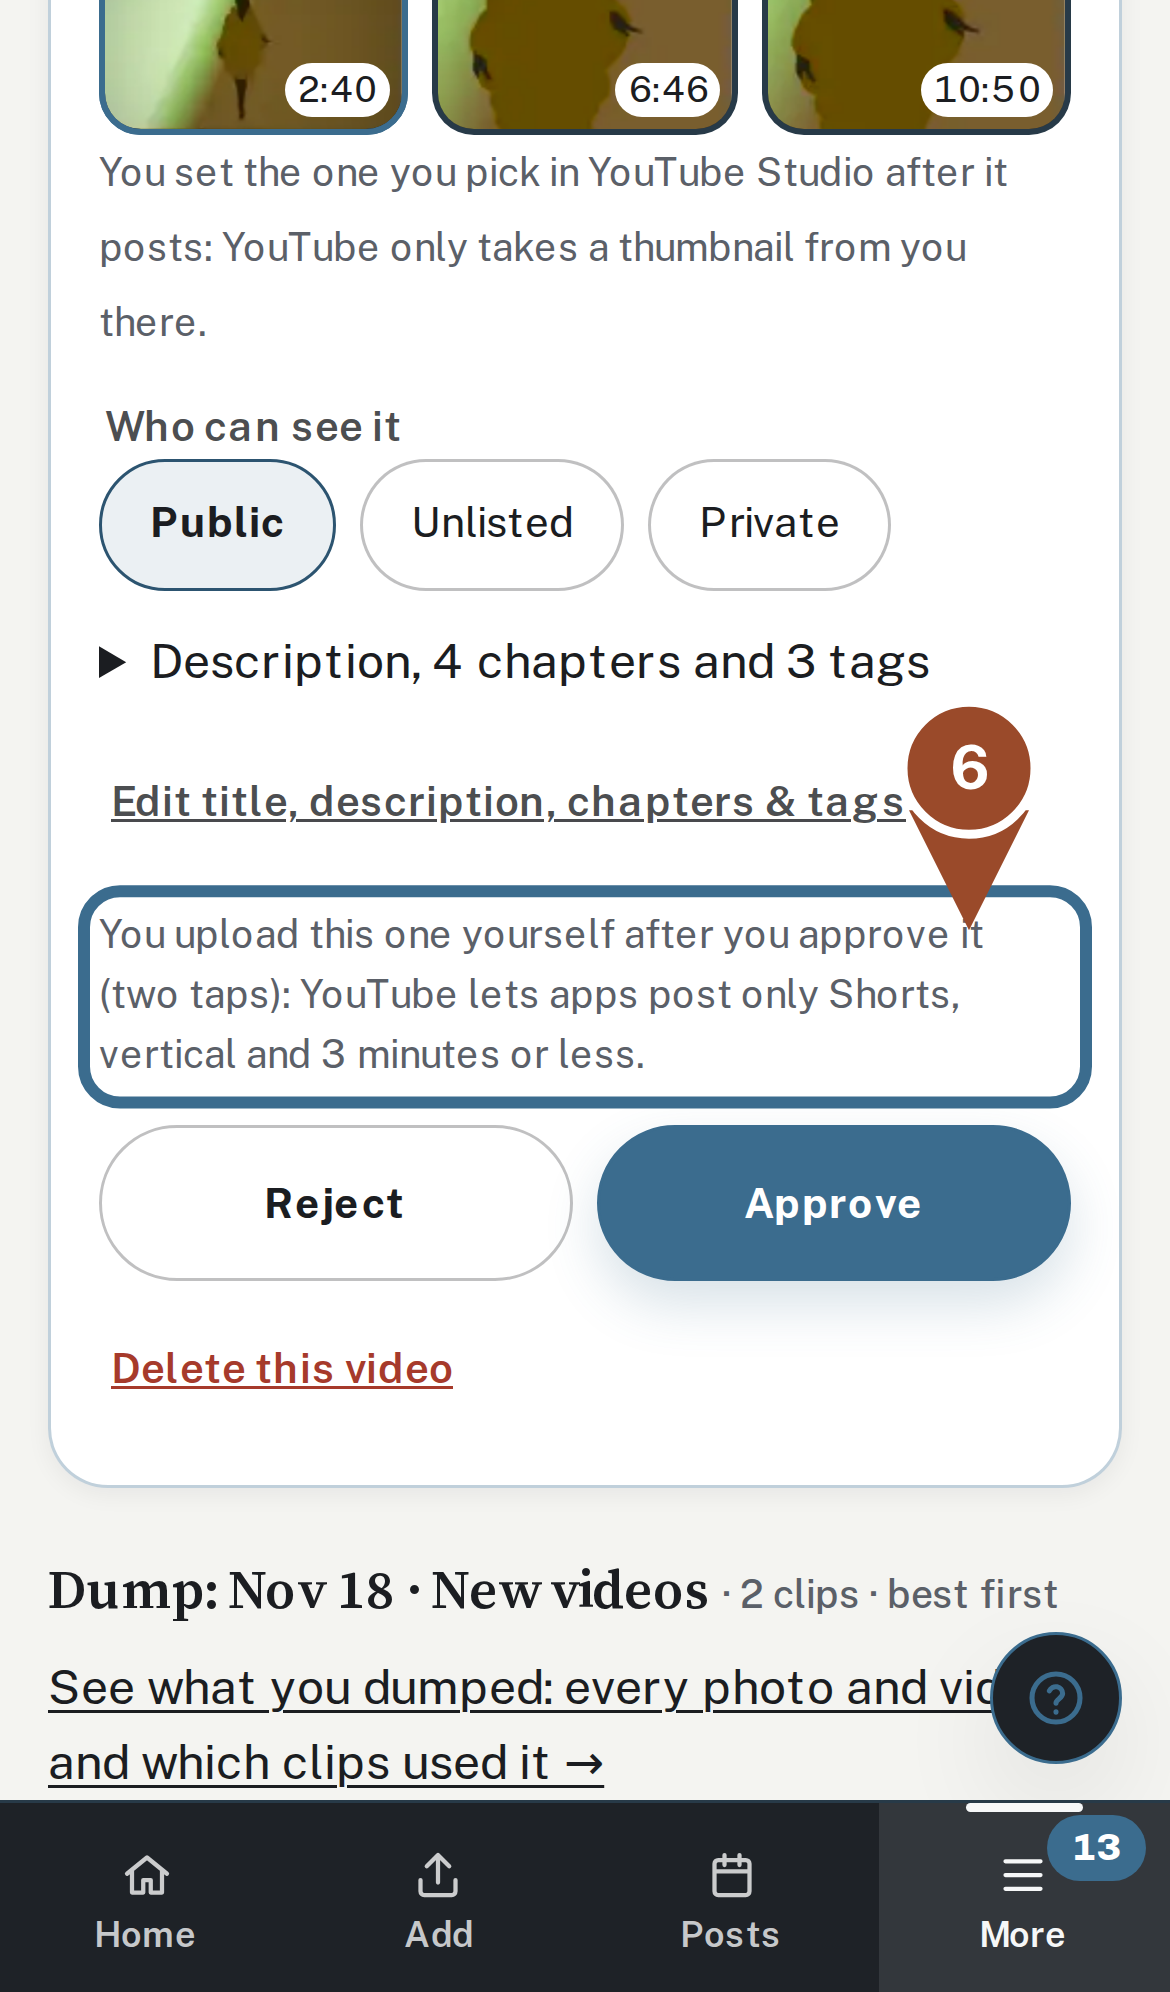 2:40
6:46
10:50
You set the one you pick in YouTube Studio after it
posts: YouTube only takes a thumbnail from you
there.
Who can see it
Public
Unlisted
Private
Description, 4 chapters and 3 tags
6
Edit title, description, chapters & tags
You upload this one yourself after you approve it
(two taps): YouTube lets apps post only Shorts,
vertical and 3 minutes or less.
Reject
Approve
Delete this video
Dump: Nov 18 · New videos · 2 clips · best first
See what you dumped: every photo and
and which clips used it →
13
Home
Add
Posts
More